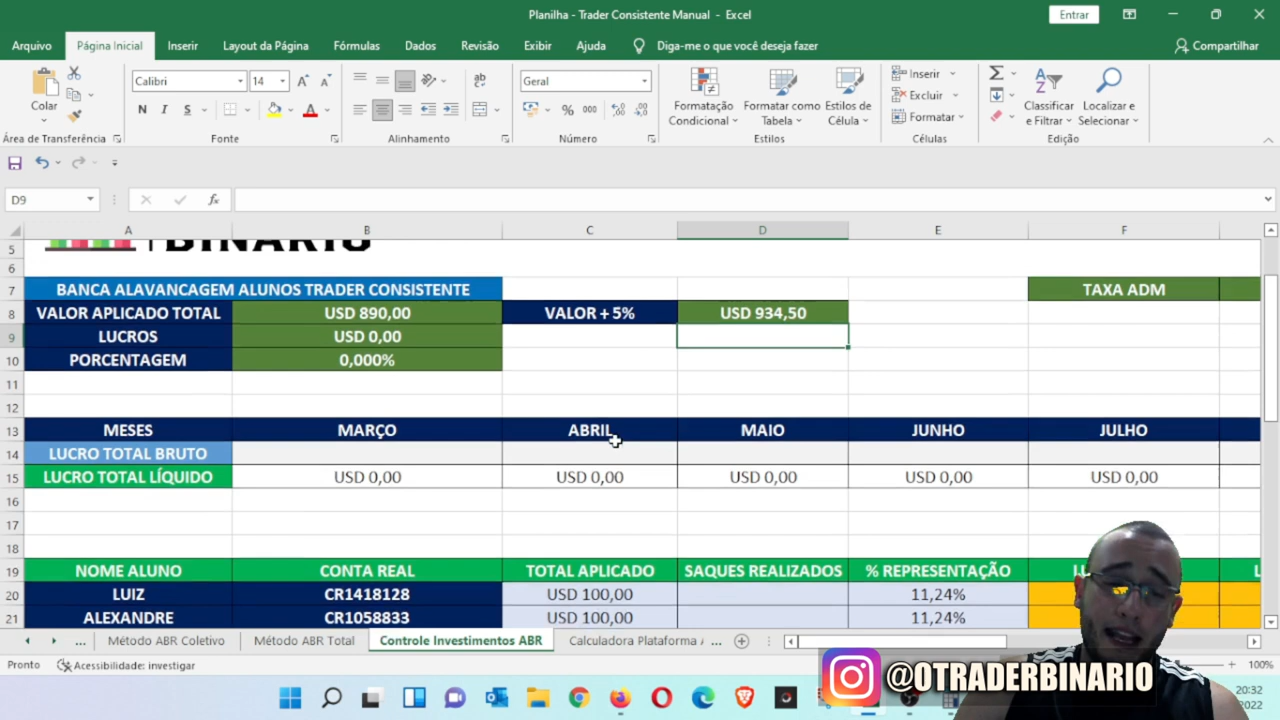 Planilha - Trader Consistente Manual - Excel
Entrar
Arquivo Página Inicial Inserir Layout da Página Fórmulas Dados Revisão Exibir Ajuda Diga-me o que você deseja fazer Compartilhar
Colar
Calibri 14
N I S
ab
Geral
% 000
Formatação Condicional
Formatar como Tabela
Estilos de Célula
Inserir
Excluir
Formatar
Classificar e Filtrar
Localizar e Selecionar
Área de Transferência Fonte Alinhamento Número Estilos Células Edição
D9 fx
A B C D E F
5 BINÁRIO
6
7 BANCA ALAVANCAGEM ALUNOS TRADER CONSISTENTE TAXA ADM
8 VALOR APLICADO TOTAL USD 890,00 VALOR + 5% USD 934,50
9 LUCROS USD 0,00
10 PORCENTAGEM 0,000%
11
12
13 MESES MARÇO ABRIL MAIO JUNHO JULHO
14 LUCRO TOTAL BRUTO
15 LUCRO TOTAL LÍQUIDO USD 0,00 USD 0,00 USD 0,00 USD 0,00 USD 0,00
16
17
18
19 NOME ALUNO CONTA REAL TOTAL APLICADO SAQUES REALIZADOS % REPRESENTAÇÃO
20 LUIZ CR1418128 USD 100,00 11,24%
21 ALEXANDRE CR1058833 USD 100,00 11,24%
... Método ABR Coletivo Método ABR Total Controle Investimentos ABR Calculadora Plataforma ...
Pronto Acessibilidade: investigar 100%
@OTRADERBINARIO
20:32
2022